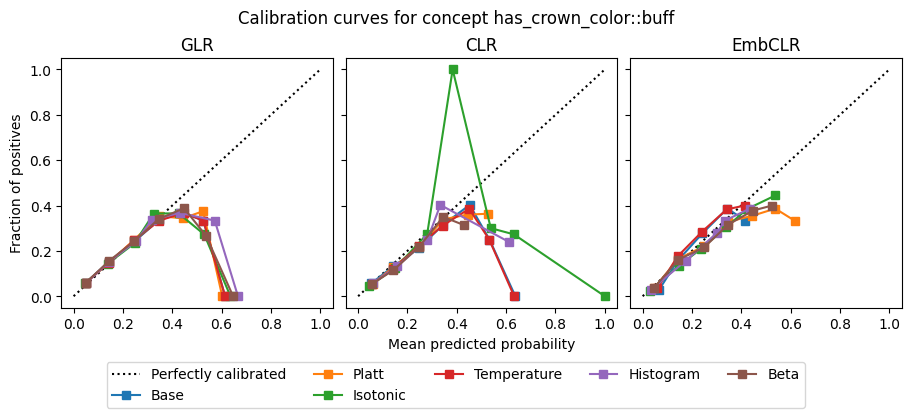 Calibration curves for concept has_crown_color::buff
GLR
CLR
EmbCLR
Fraction of positives
1.0
0.8
0.6
0.4
0.2
0.0
0.0 0.2 0.4 0.6 0.8 1.0
0.0 0.2 0.4 0.6 0.8 1.0
0.0 0.2 0.4 0.6 0.8 1.0
Mean predicted probability
Perfectly calibrated
Base
Platt
Isotonic
Temperature
Histogram
Beta